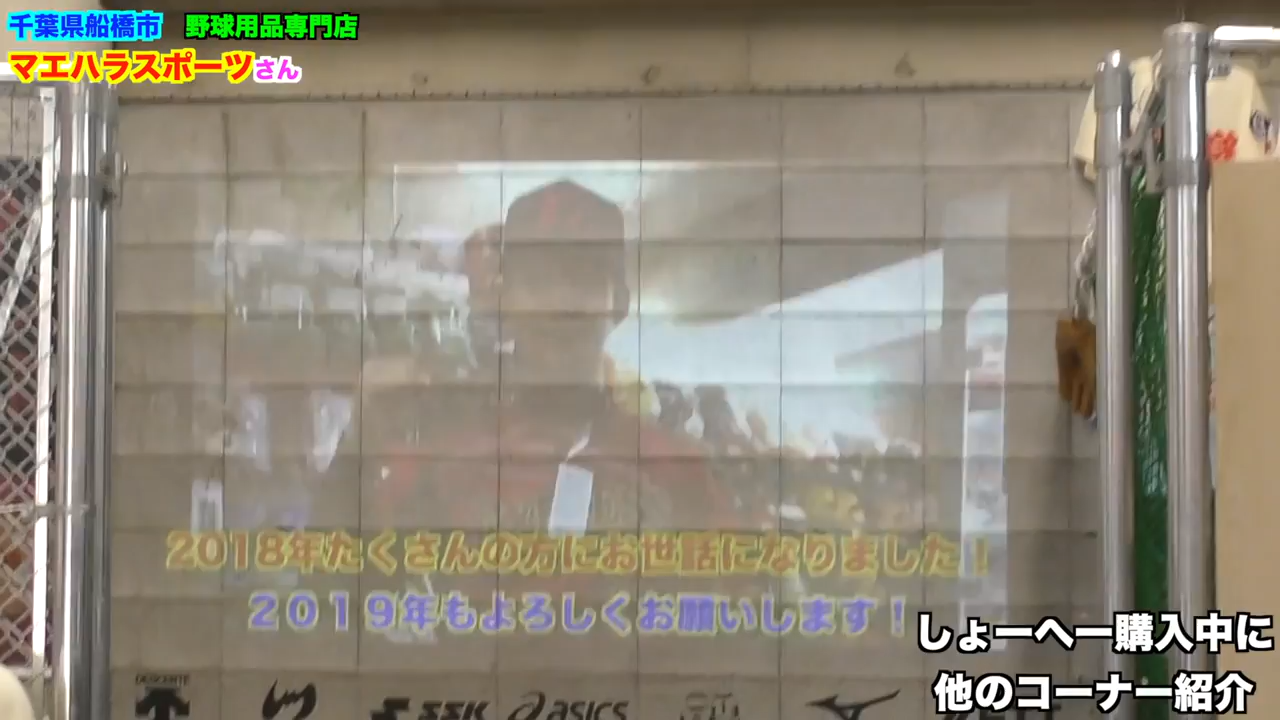 千葉県船橋市 野球用品専門店
マエハラスポーツさん
2018年たくさんの方にお世話になりました!
2019年もよろしくお願いします!
しょーへー購入中に
他のコーナー紹介
DESCENTE
SSK
asics